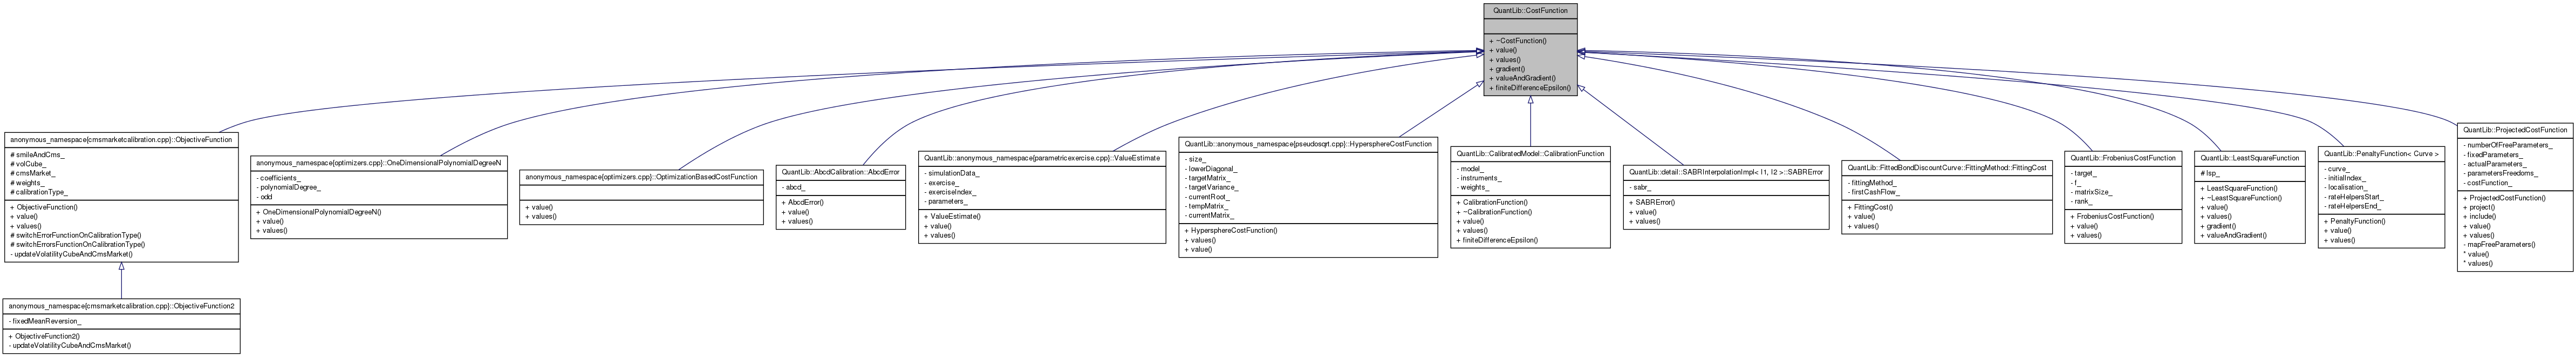 QuantLib::CostFunction
+ ~CostFunction()
+ value()
+ values()
+ gradient()
+ valueAndGradient()
+ finiteDifferenceEpsilon()
anonymous_namespace{cmsmarketcalibration.cpp}::ObjectiveFunction
# smileAndCms_
# volCube_
# cmsMarket_
# weights_
# calibrationType_
+ ObjectiveFunction()
+ value()
+ values()
# switchErrorFunctionOnCalibrationType()
# switchErrorsFunctionOnCalibrationType()
- updateVolatilityCubeAndCmsMarket()
anonymous_namespace{optimizers.cpp}::OneDimensionalPolynomialDegreeN
- coefficients_
- polynomialDegree_
- odd
+ OneDimensionalPolynomialDegreeN()
+ value()
+ values()
anonymous_namespace{optimizers.cpp}::OptimizationBasedCostFunction
+ value()
+ values()
QuantLib::AbcdCalibration::AbcdError
- abcd_
+ AbcdError()
+ value()
+ values()
QuantLib::anonymous_namespace{parametricexercise.cpp}::ValueEstimate
- simulationData_
- exercise_
- exerciseIndex_
- parameters_
+ ValueEstimate()
+ value()
+ values()
QuantLib::anonymous_namespace{pseudosqrt.cpp}::HypersphereCostFunction
- size_
- lowerDiagonal_
- targetMatrix_
- targetVariance_
- currentRoot_
- tempMatrix_
- currentMatrix_
+ HypersphereCostFunction()
+ values()
+ value()
QuantLib::CalibratedModel::CalibrationFunction
- model_
- instruments_
- weights_
+ CalibrationFunction()
+ ~CalibrationFunction()
+ value()
+ values()
+ finiteDifferenceEpsilon()
QuantLib::detail::SABRInterpolationImpl< I1, I2 >::SABRError
- sabr_
+ SABRError()
+ value()
+ values()
QuantLib::FittedBondDiscountCurve::FittingMethod::FittingCost
- fittingMethod_
- firstCashFlow_
+ FittingCost()
+ value()
+ values()
QuantLib::FrobeniusCostFunction
- target_
- f_
- matrixSize_
- rank_
+ FrobeniusCostFunction()
+ value()
+ values()
QuantLib::LeastSquareFunction
# lsp_
+ LeastSquareFunction()
+ ~LeastSquareFunction()
+ value()
+ values()
+ gradient()
+ valueAndGradient()
QuantLib::PenaltyFunction< Curve >
- curve_
- initialIndex_
- localisation_
- rateHelpersStart_
- rateHelpersEnd_
+ PenaltyFunction()
+ value()
+ values()
QuantLib::ProjectedCostFunction
- numberOfFreeParameters_
- fixedParameters_
- actualParameters_
- parametersFreedoms_
- costFunction_
+ ProjectedCostFunction()
+ project()
+ include()
+ value()
+ values()
- mapFreeParameters()
* value()
* values()
anonymous_namespace{cmsmarketcalibration.cpp}::ObjectiveFunction2
- fixedMeanReversion_
+ ObjectiveFunction2()
- updateVolatilityCubeAndCmsMarket()